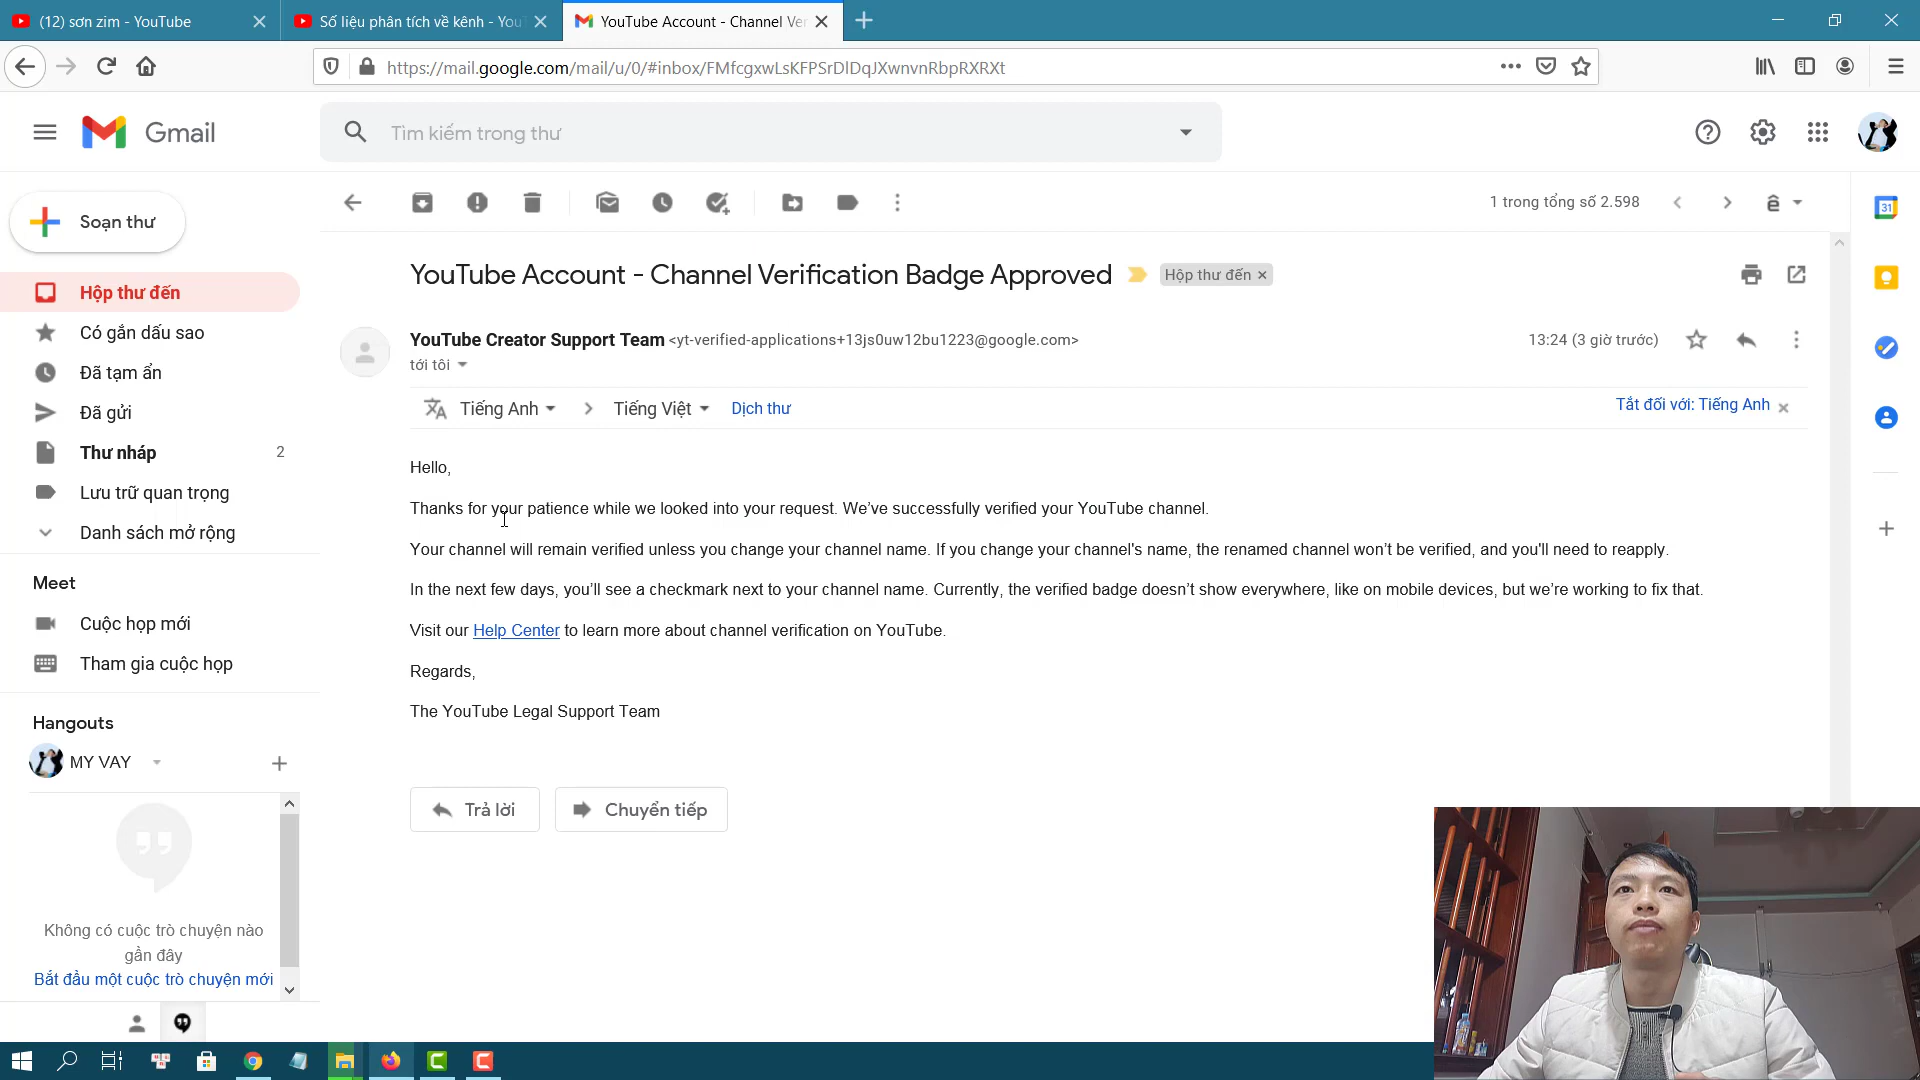 (12) sơn zim - YouTube
Số liệu phân tích về kênh - You
YouTube Account - Channel Ver
https://mail.google.com/mail/u/0/#inbox/FMfcgxwLsKFPSrDlDqJXwnvnRbpRXRXt
Gmail
Tìm kiếm trong thư
Soạn thư
1 trong tổng số 2.598
ê
31
YouTube Account - Channel Verification Badge Approved
Hộp thư đến
Hộp thư đến
Có gắn dấu sao
Đã tạm ẩn
Đã gửi
Thư nháp 2
Lưu trữ quan trọng
Danh sách mở rộng
YouTube Creator Support Team <yt-verified-applications+13js0uw12bu1223@google.com>
13:24 (3 giờ trước)
tới tôi
Tiếng Anh
Tiếng Việt
Dịch thư
Tắt đối với: Tiếng Anh
Hello,
Thanks for your patience while we looked into your request. We've successfully verified your YouTube channel.
Your channel will remain verified unless you change your channel name. If you change your channel's name, the renamed channel won't be verified, and you'll need to reapply.
In the next few days, you'll see a checkmark next to your channel name. Currently, the verified badge doesn't show everywhere, like on mobile devices, but we're working to fix that.
Visit our Help Center to learn more about channel verification on YouTube.
Regards,
The YouTube Legal Support Team
Trả lời
Chuyển tiếp
Meet
Cuộc họp mới
Tham gia cuộc họp
Hangouts
MY VAY
Không có cuộc trò chuyện nào
gần đây
Bắt đầu một cuộc trò chuyện mới